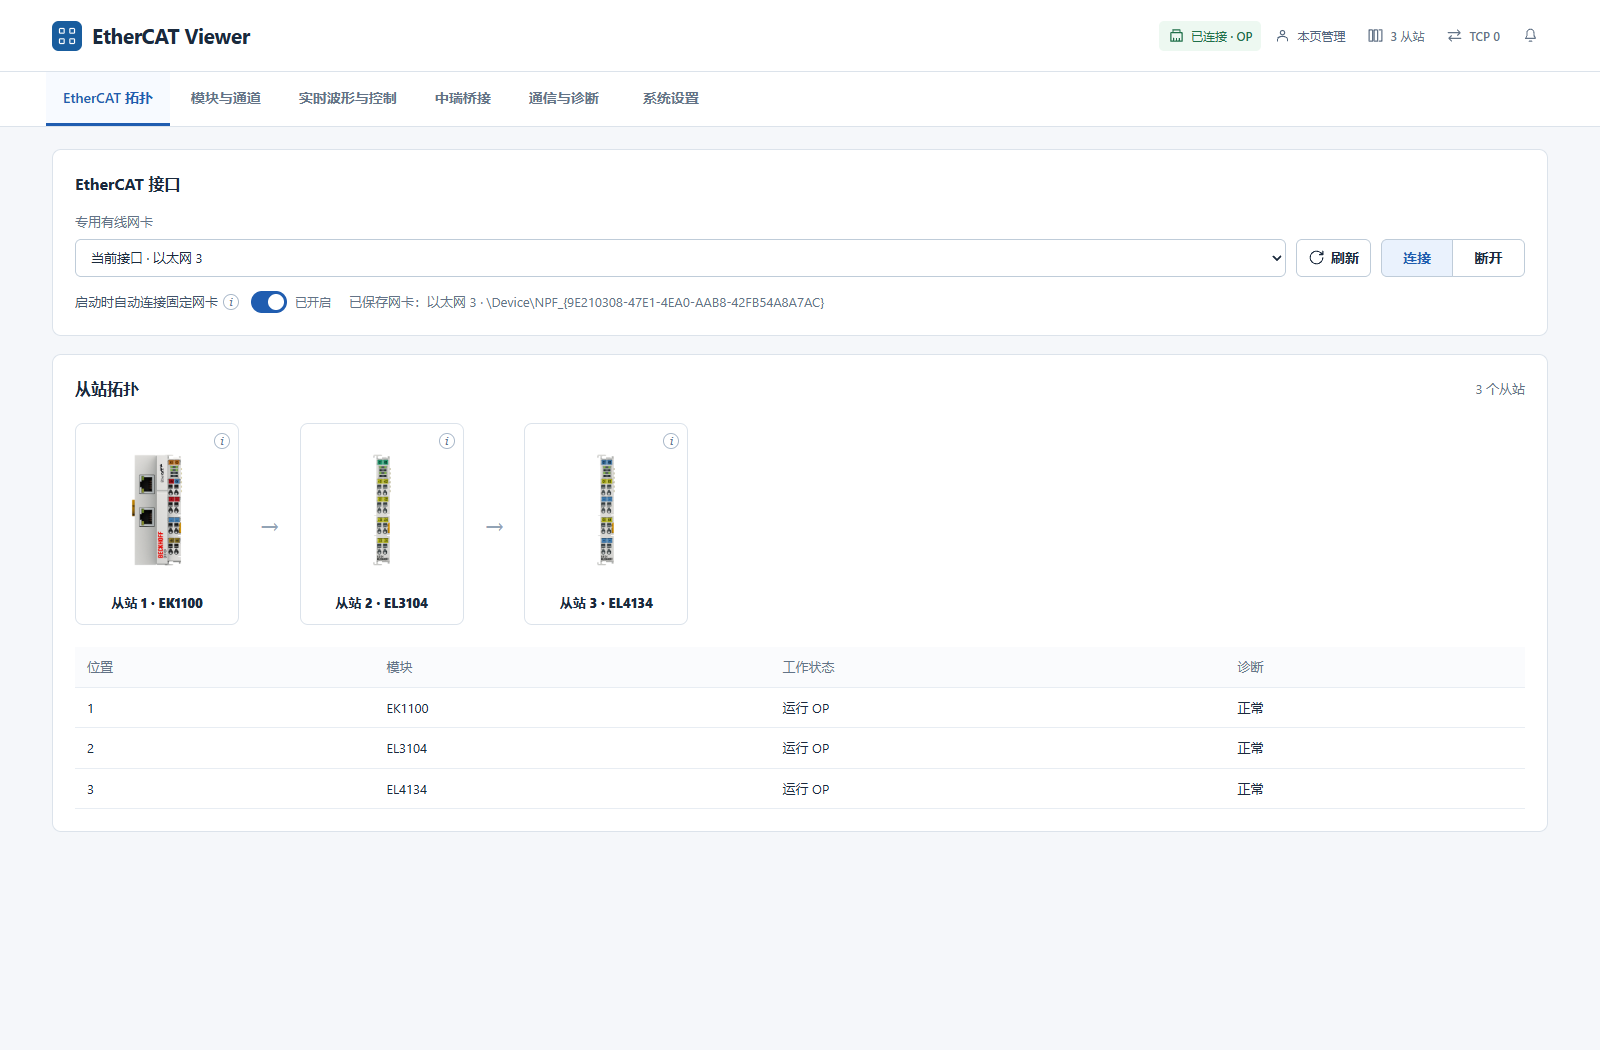 EtherCAT Viewer
已连接 · OP
本页管理
3 从站
TCP 0
EtherCAT 拓扑
模块与通道
实时波形与控制
中瑞桥接
通信与诊断
系统设置
EtherCAT 接口
专用有线网卡
当前接口 · 以太网 3
刷新
连接
断开
启动时自动连接固定网卡
已开启
已保存网卡：以太网 3 · \Device\NPF_{9E210308-47E1-4EA0-AAB8-42FB54A8A7AC}
从站拓扑
3 个从站
BECKHOFF
从站 1 · EK1100
→
从站 2 · EL3104
→
从站 3 · EL4134
位置 模块 工作状态 诊断
1 EK1100 运行 OP 正常
2 EL3104 运行 OP 正常
3 EL4134 运行 OP 正常